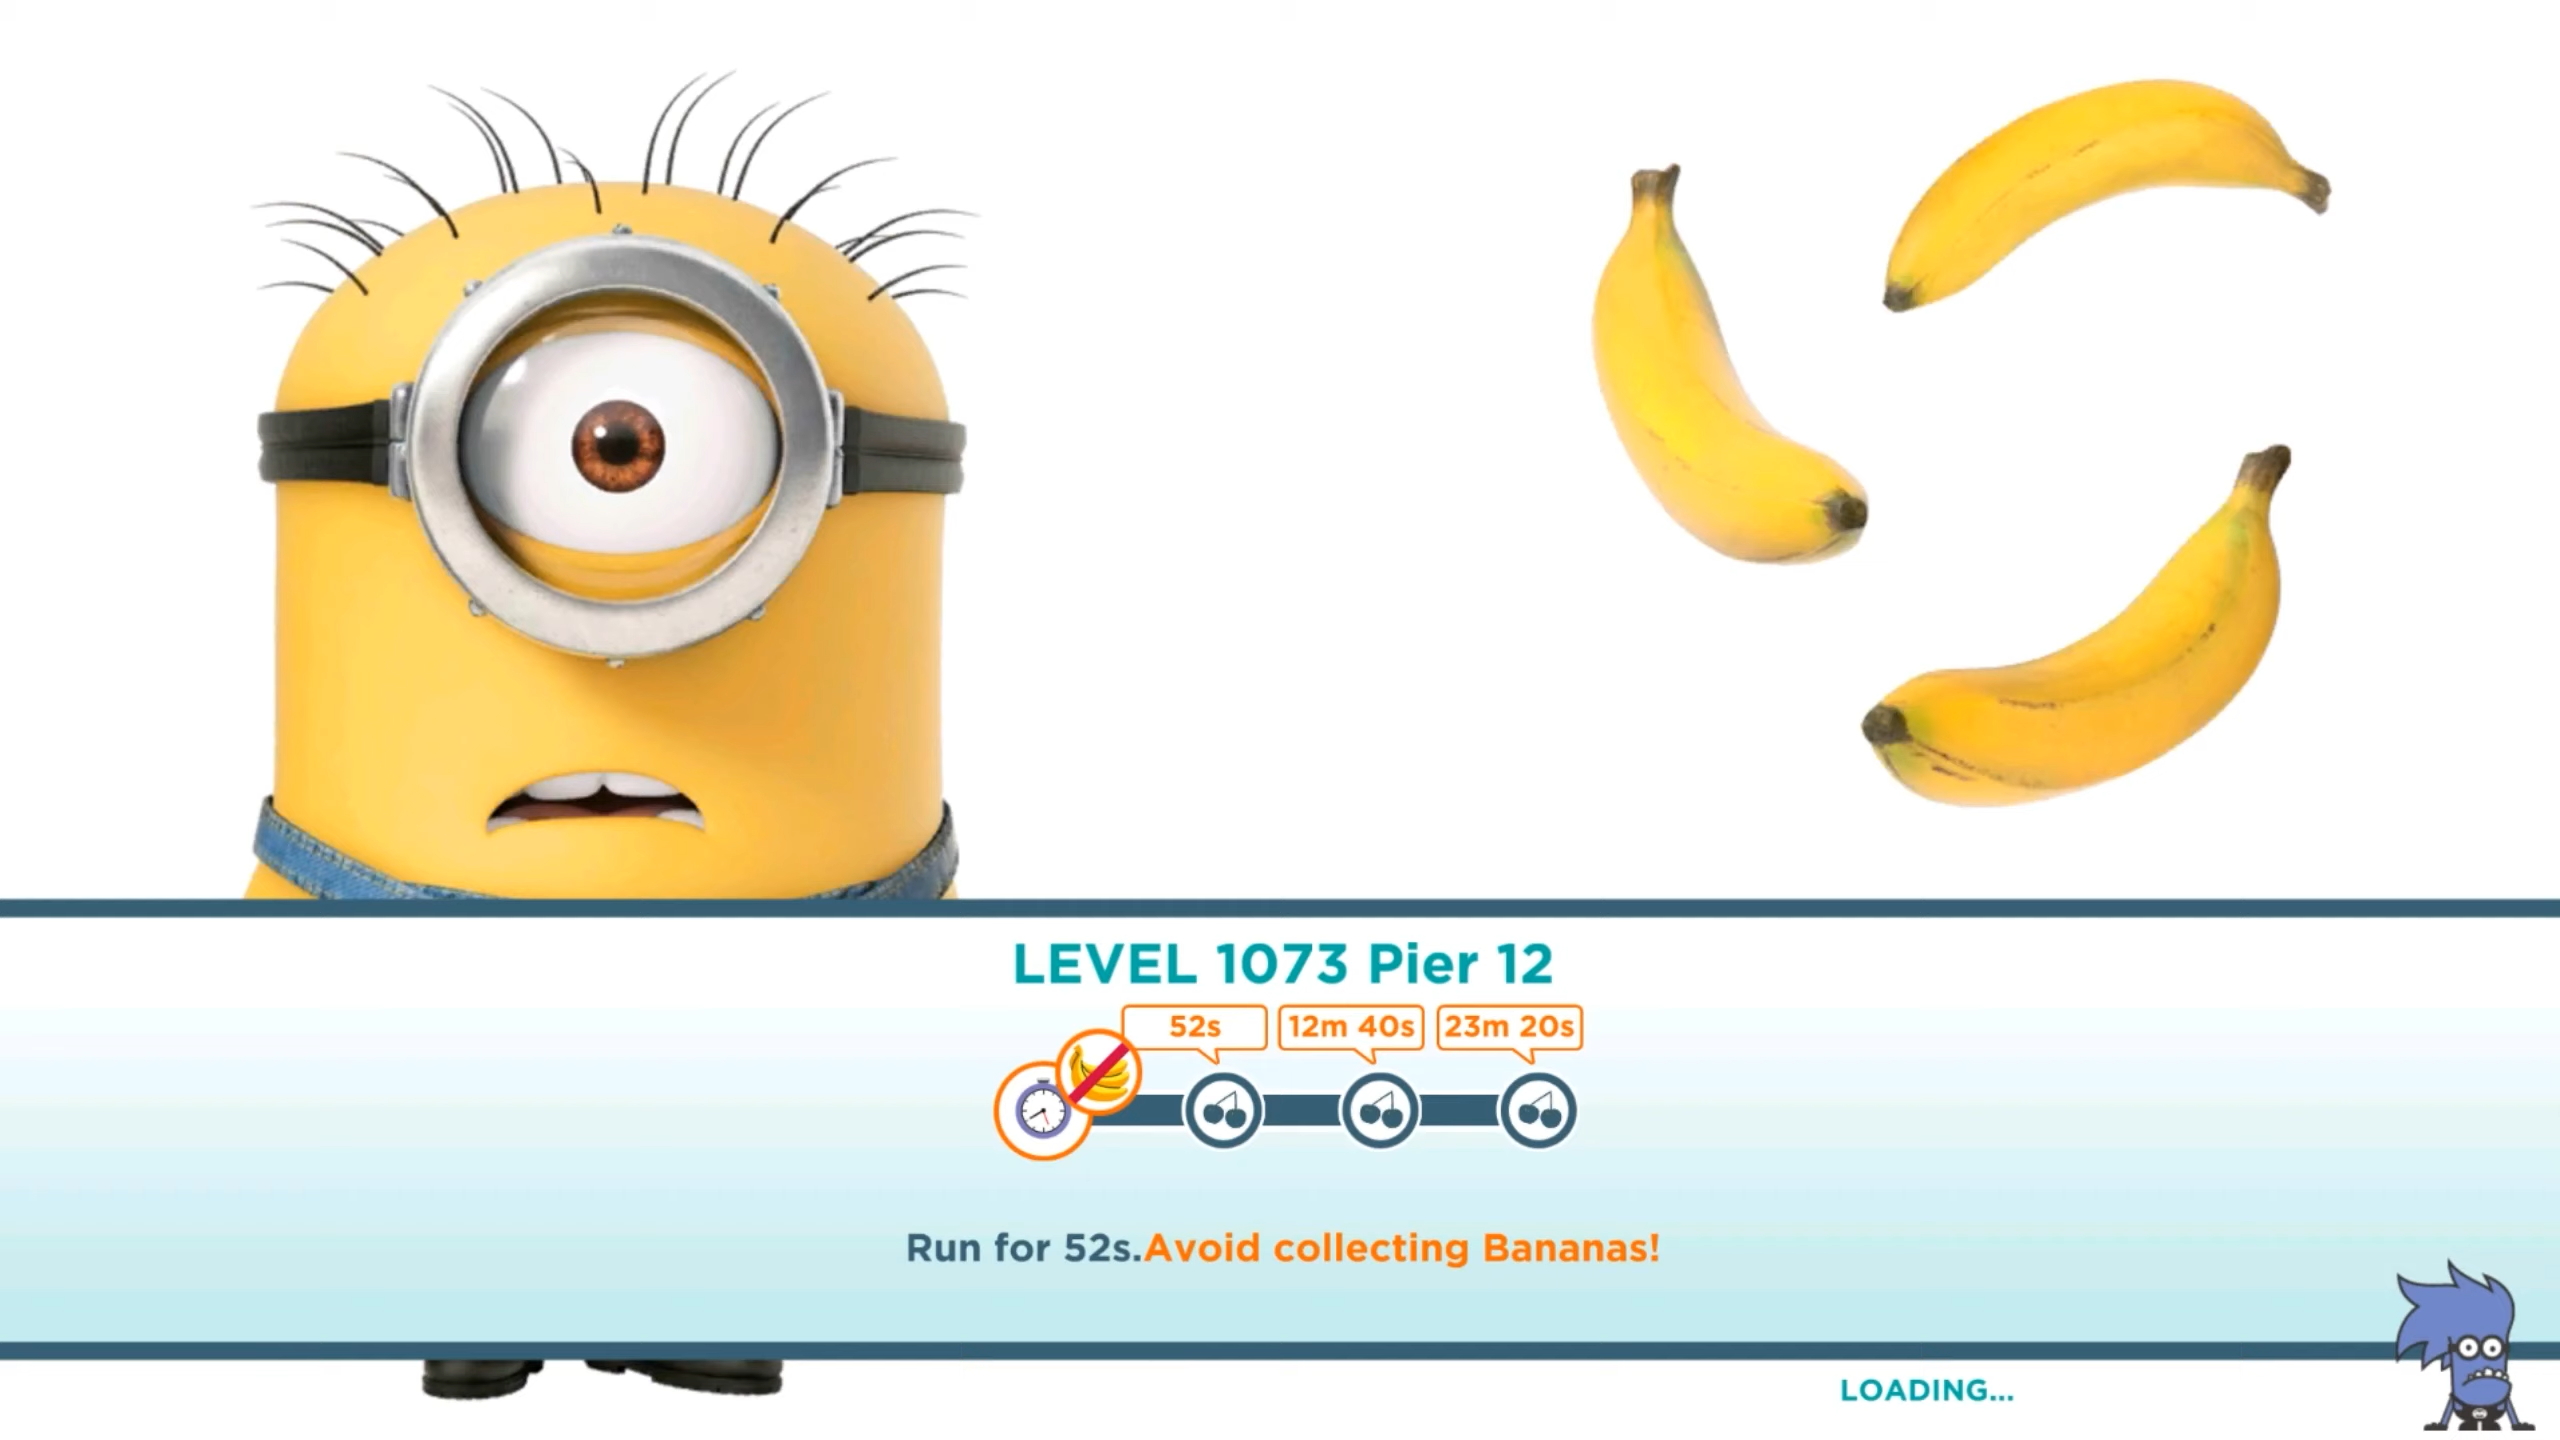 LEVEL 1073 Pier 12
52s 12m 40s 23m 20s
Run for 52s.Avoid collecting Bananas!
LOADING...